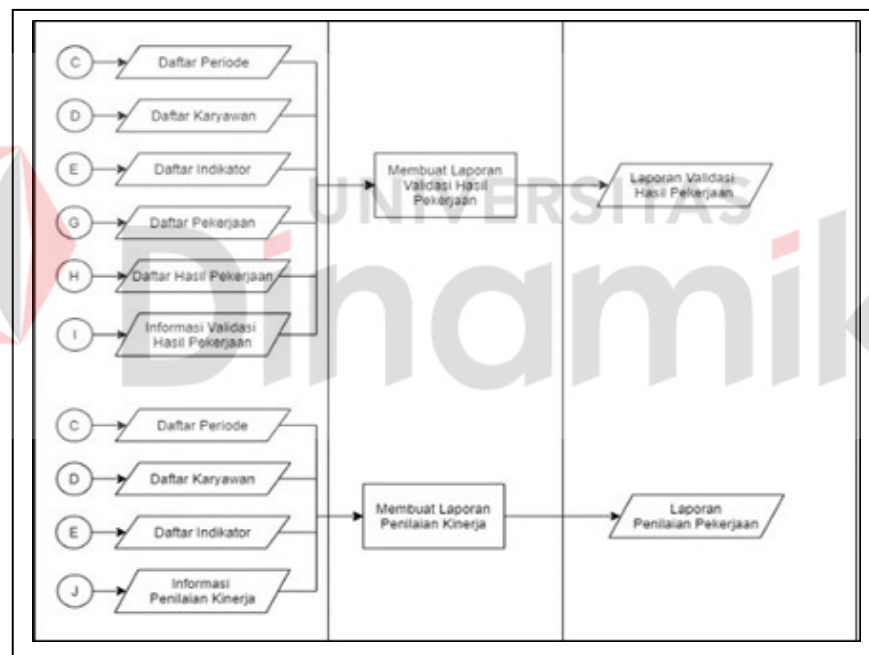 C
Daftar Periode
D
Daftar Karyawan
E
Daftar Indikator
G
Daftar Pekerjaan
H
Daftar Hasil Pekerjaan
I
Informasi Validasi
Hasil Pekerjaan
Membuat Laporan
Validasi Hasil
Pekerjaan
Laporan Validasi
Hasil Pekerjaan
UNIVERSITAS
Dinamik
C
Daftar Periode
D
Daftar Karyawan
E
Daftar Indikator
J
Informasi
Penilaian Kinerja
Membuat Laporan
Penilaian Kinerja
Laporan
Penilaian Pekerjaan